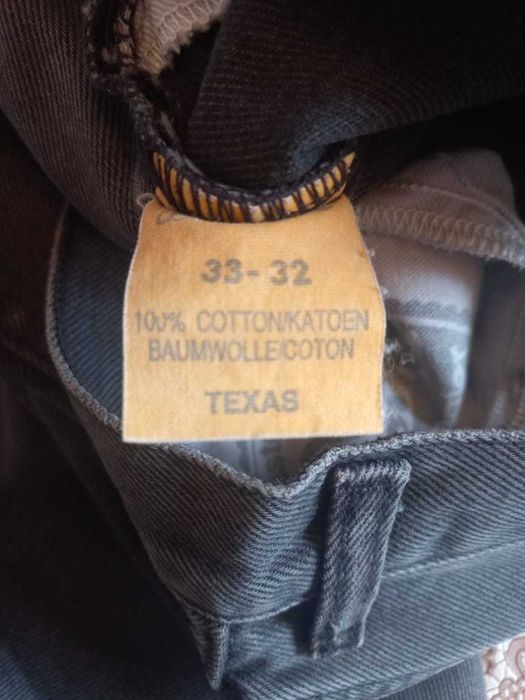 33-32
100% COTTON/KATOEN
BAUMWOLLE/COTON
TEXAS